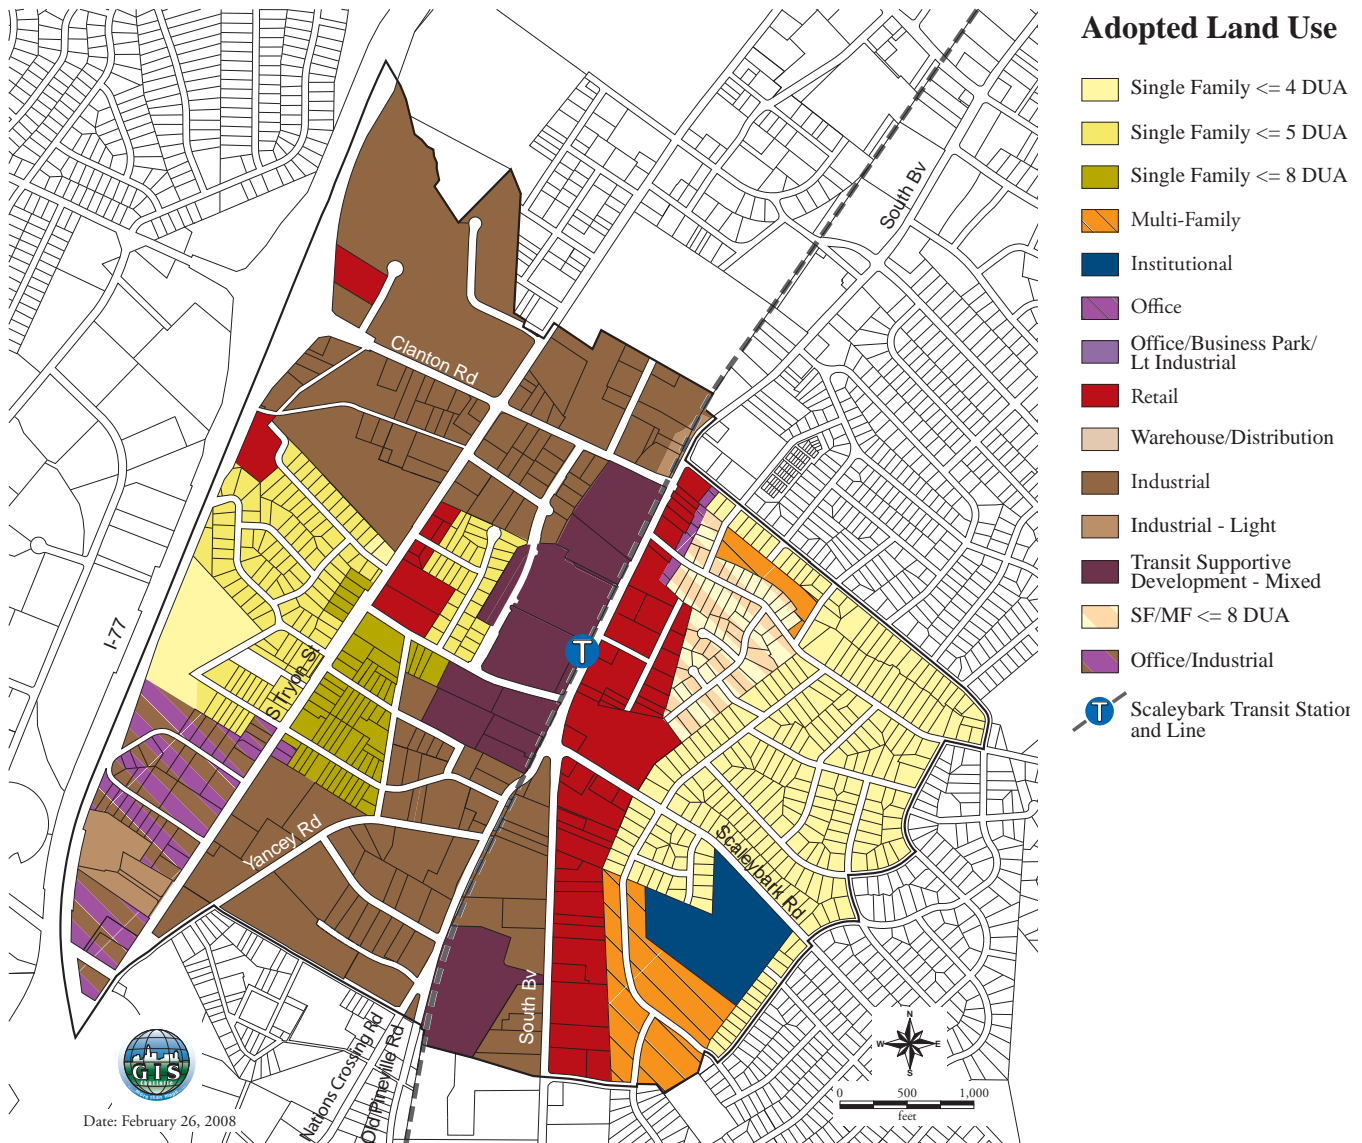 Adopted Land Use
Single Family <= 4 DUA
Single Family <= 5 DUA
Single Family <= 8 DUA
Multi-Family
Institutional
Office
Office/Business Park/
Lt Industrial
Retail
Warehouse/Distribution
Industrial
Industrial - Light
Transit Supportive
Development - Mixed
SF/MF <= 8 DUA
Office/Industrial
T
Scaleybark Transit Station
and Line
South Bv
Clanton Rd
I-77
S Tryon St
T
Yancey Rd
Scaleybark Rd
South Bv
Nations Crossing Rd
Old Pineville Rd
N
W
E
S
0 500 1,000
feet
GIS
Date: February 26, 2008